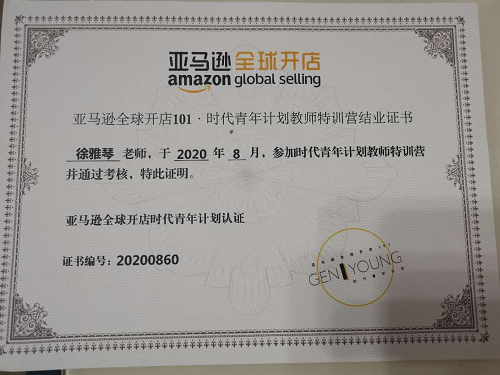 亚马逊全球开店
amazon global selling
亚马逊全球开店101·时代青年计划教师特训营结业证书
徐雅琴 老师，于 2020 年 8 月，参加时代青年计划教师特训营
并通过考核，特此证明。
亚马逊全球开店时代青年计划认证
证书编号：20200860
GEN YOUNG